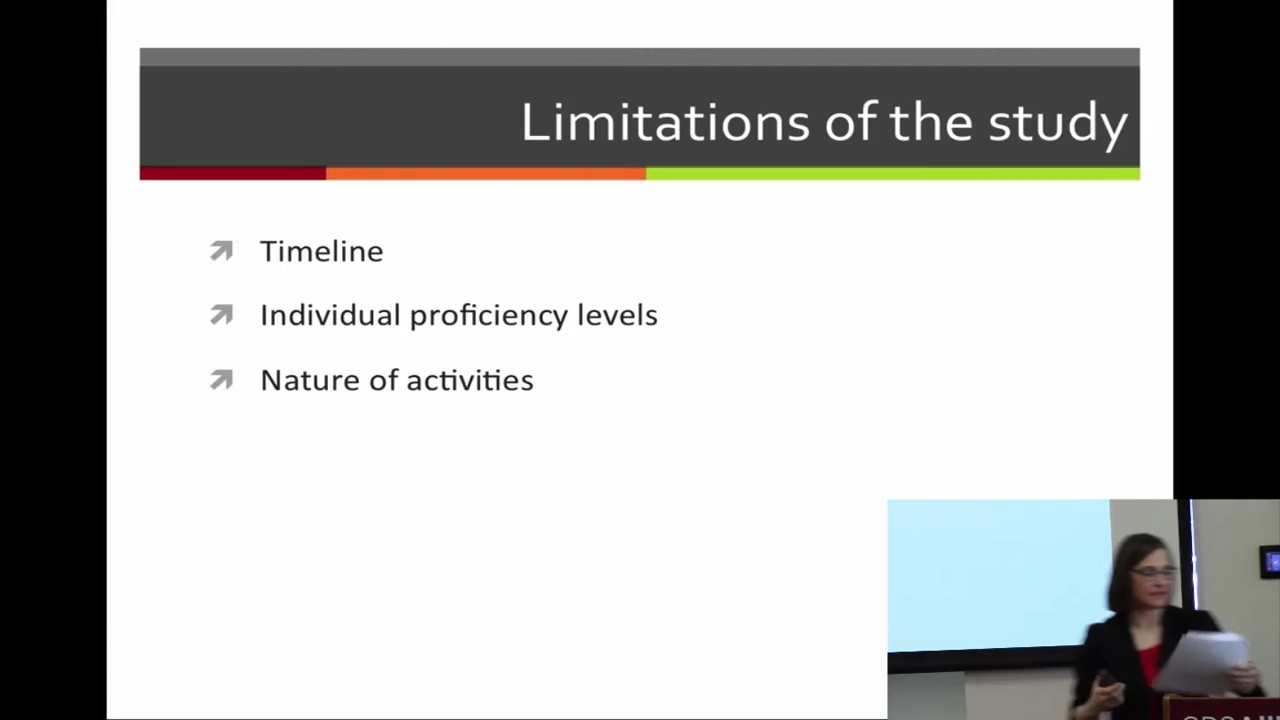 Limitations of the study
Timeline
Individual proficiency levels
Nature of activities